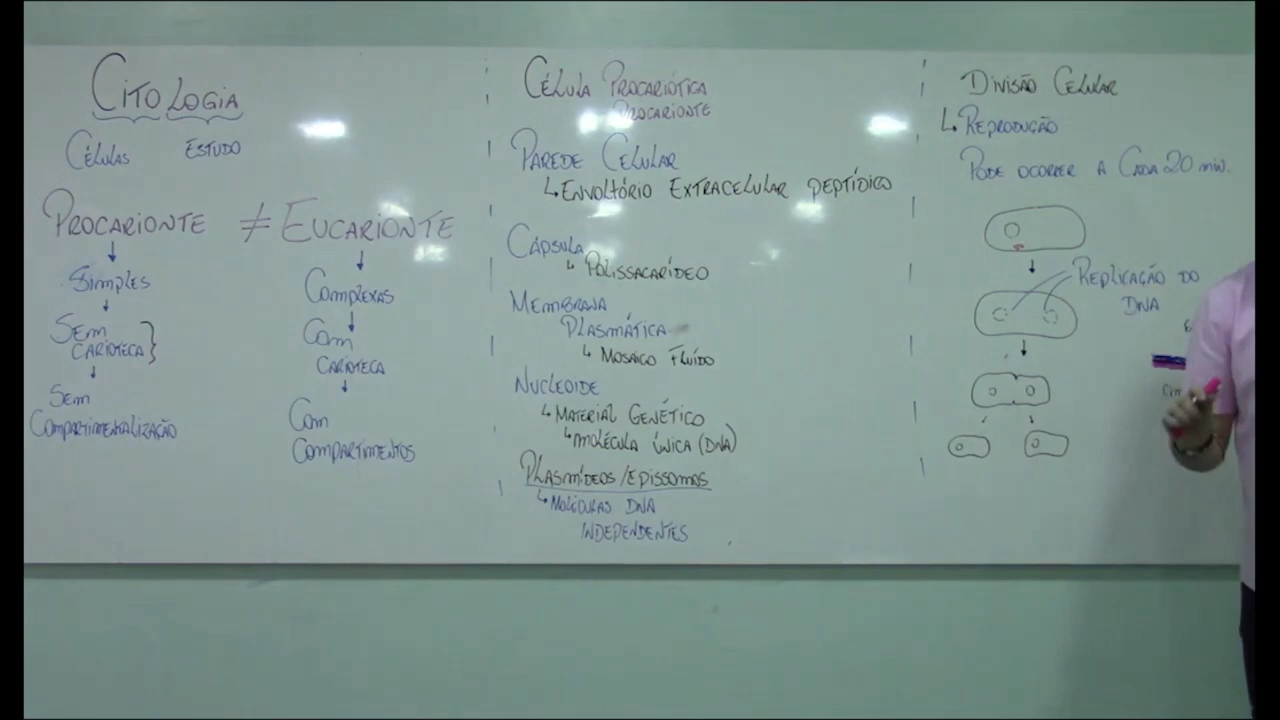 CITOLOGIA
CÉLULAS ESTUDO
PROCARIONTE ≠ EUCARIONTE
SIMPLES
SEM
CARIOTECA
SEM
COMPARTIMENTALIZAÇÃO
COMPLEXAS
COM
CARIOTECA
COM
COMPARTIMENTOS
CÉLULA PROCARIÓTICA
PROCARIONTE
PAREDE CELULAR
↳ ENVOLTÓRIO EXTRACELULAR PEPTÍDICO
CÁPSULA
↳ POLISSACARÍDEO
MEMBRANA
PLASMÁTICA
↳ MOSAICO FLUÍDO
NUCLEOIDE
↳ MATERIAL GENÉTICO
↳ MOLÉCULA ÚNICA (DNA)
PLASMÍDEOS/EPISSOMOS
↳ MOLÉCULAS DNA
INDEPENDENTES
DIVISÃO CELULAR
↳ REPRODUÇÃO
PODE OCORRER A CADA 20 MIN.
REPLICAÇÃO DO
DNA